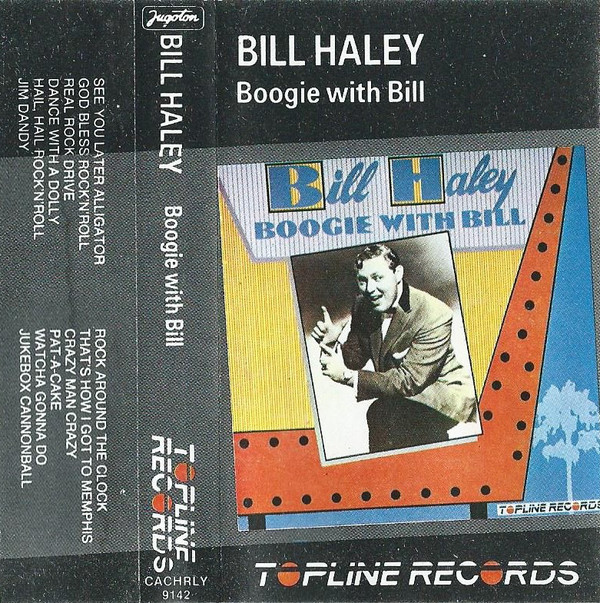 SEE YOU LATER ALLIGATOR
GOD BLESS ROCK'N'ROLL
REAL ROCK DRIVE
DANCE WITH A DOLLY
HAIL, HAIL ROCK'N'ROLL
JIM DANDY
ROCK AROUND THE CLOCK
THAT'S HOW I GOT TO MEMPHIS
CRAZY MAN CRAZY
PAT-A-CAKE
WATCHA GONNA DO
JUKEBOX CANNONBALL
Jugoton
BILL HALEY Boogie with Bill
TOPLINE
RECORDS
CACHRLY
9142
BILL HALEY
Boogie with Bill
Bill Haley
BOOGIE WITH BILL
TOPLINE RECORDS
TOPLINE RECORDS